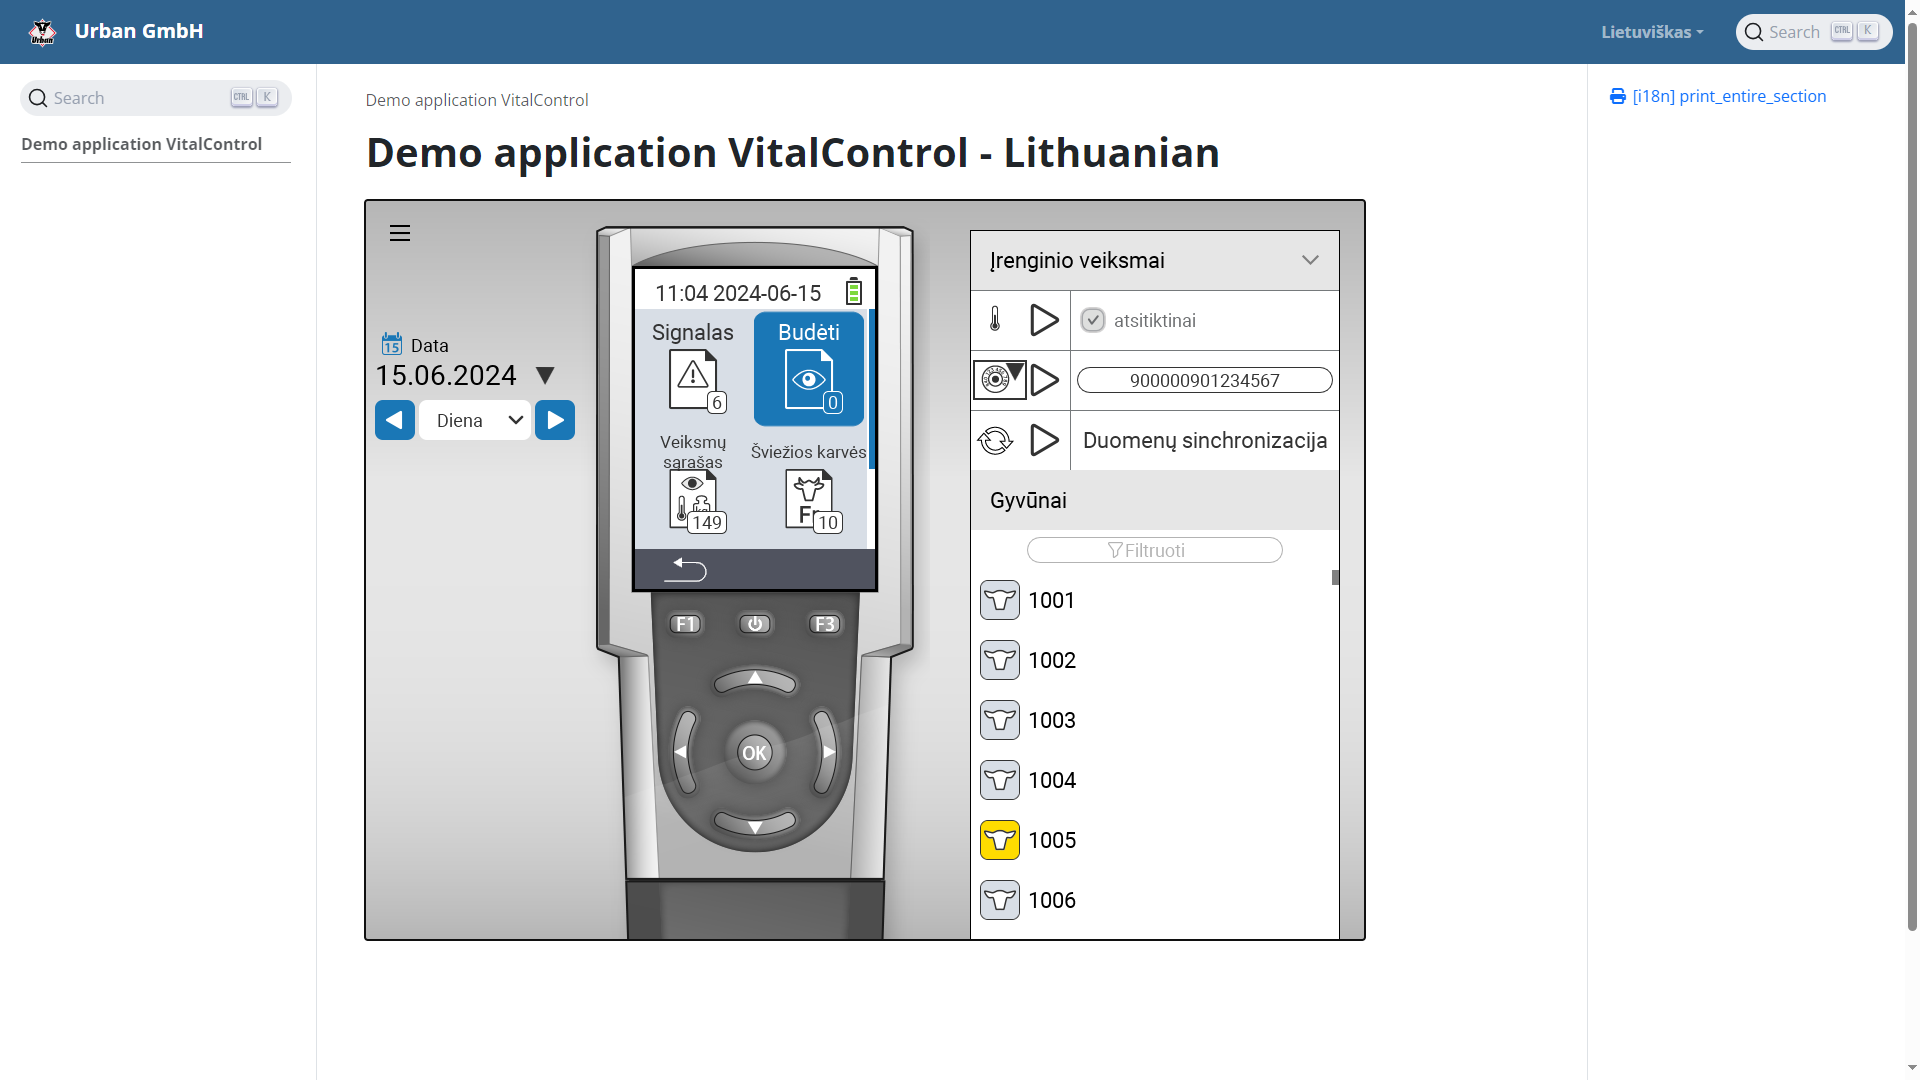 Urban GmbH
Lietuviškas
Search CTRL K
Search CTRL K
Demo application VitalControl
Demo application VitalControl
Demo application VitalControl - Lithuanian
[i18n] print_entire_section
15 Data
15.06.2024
Diena
11:04 2024-06-15
Signalas
6
Budėti
0
Veiksmų sąrašas
149
Šviežios karvės
10
F1
F3
OK
Įrenginio veiksmai
atsitiktinai
900000901234567
Duomenų sinchronizacija
Gyvūnai
Filtruoti
1001
1002
1003
1004
1005
1006